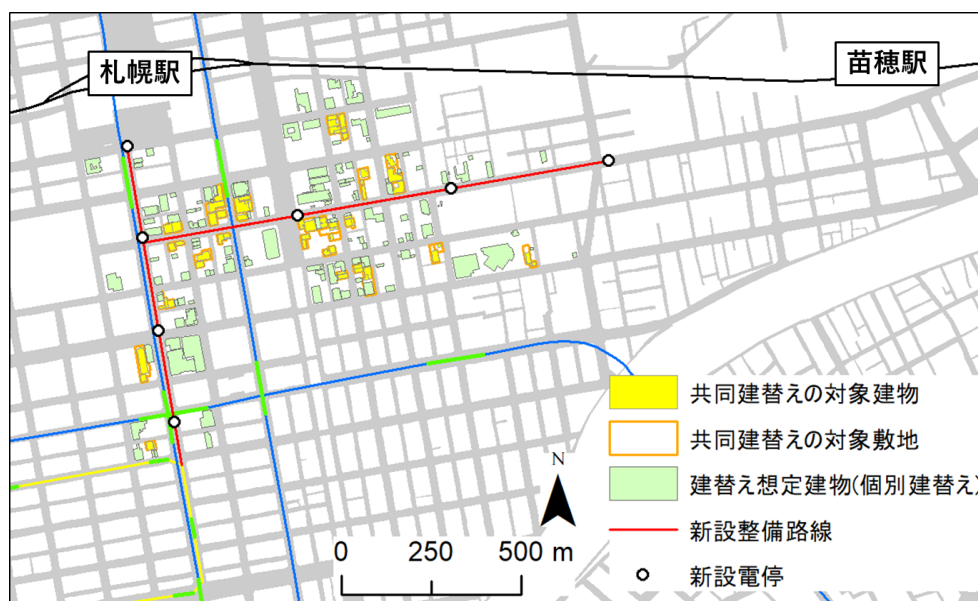 札幌駅
苗穂駅
共同建替えの対象建物
共同建替えの対象敷地
建替え想定建物(個別建替え)
新設整備路線
新設電停
N
0 250 500 m